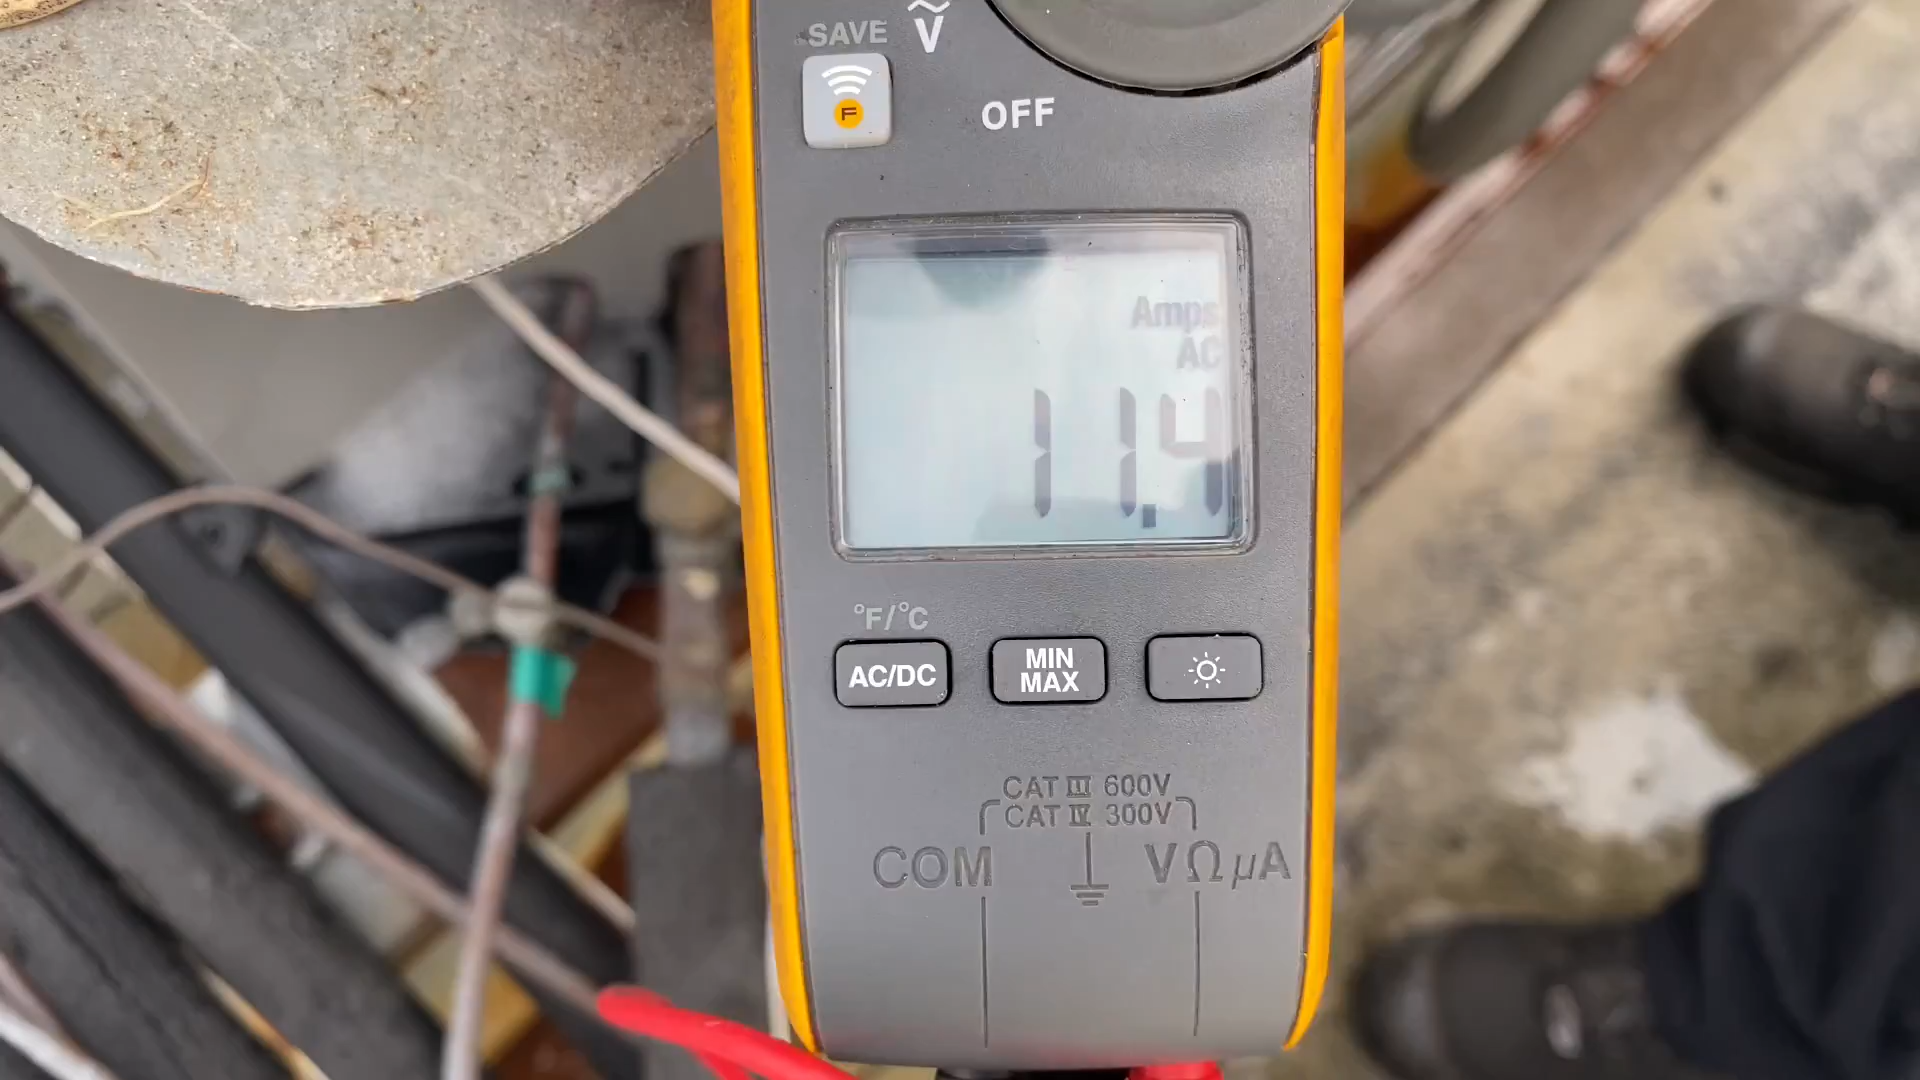 SAVE
Ṽ
F
OFF
Amps
AC
11.4
°F/°C
AC/DC
MIN
MAX
CAT III 600V
CAT IV 300V
COM
VΩµA